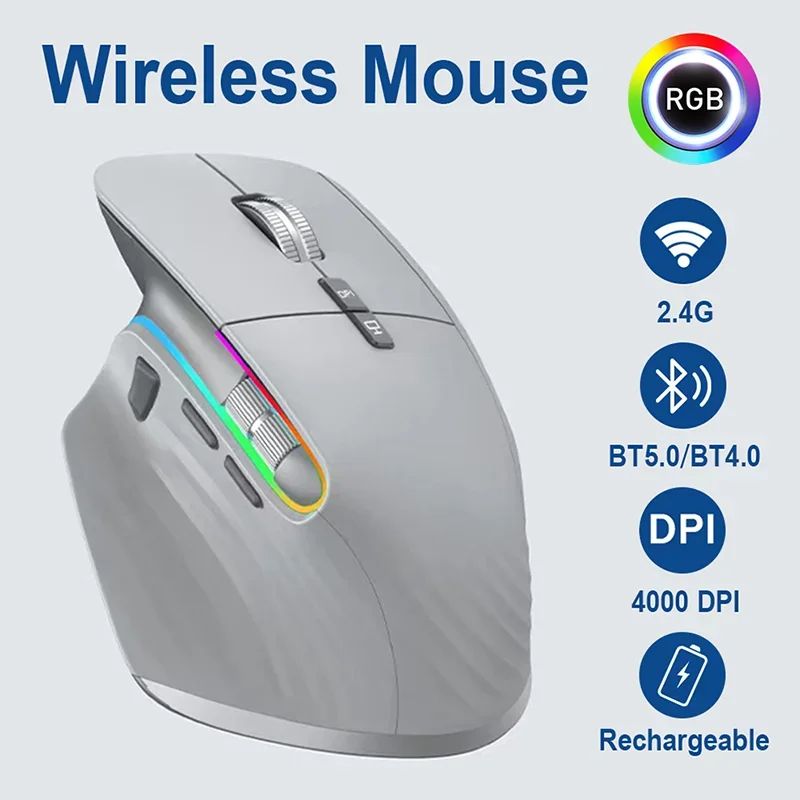 Wireless Mouse
RGB
2.4G
BT5.0/BT4.0
DPI
4000 DPI
Rechargeable